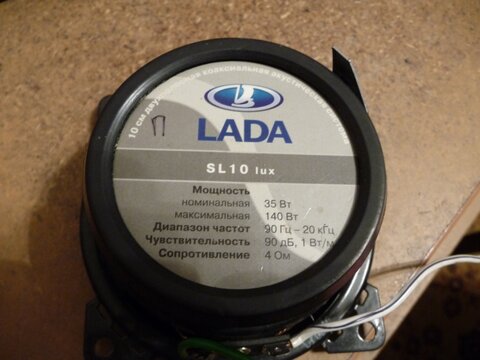 10 см двухполосная коаксиальная акустическая система
П
LADA
SL10 lux
Мощность
номинальная 35 Вт
максимальная 140 Вт
Диапазон частот 90 Гц – 20 кГц
Чувствительность 90 дБ, 1 Вт/м
Сопротивление 4 Ом